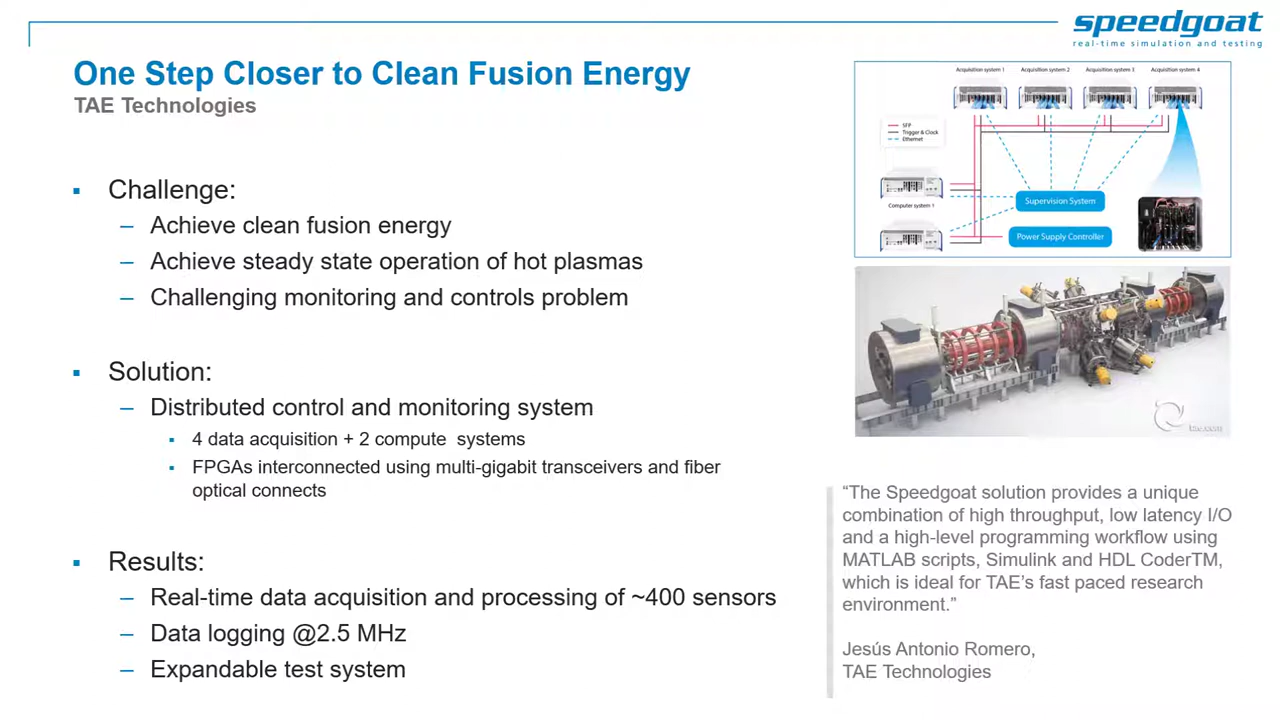 speedgoat
real-time simulation and testing
One Step Closer to Clean Fusion Energy
TAE Technologies
▪ Challenge:
– Achieve clean fusion energy
– Achieve steady state operation of hot plasmas
– Challenging monitoring and controls problem
▪ Solution:
– Distributed control and monitoring system
▪ 4 data acquisition + 2 compute systems
▪ FPGAs interconnected using multi-gigabit transceivers and fiber
optical connects
▪ Results:
– Real-time data acquisition and processing of ~400 sensors
– Data logging @2.5 MHz
– Expandable test system
Acquisition system 1
Acquisition system 2
Acquisition system 3
Acquisition system 4
SFP
Trigger & Clock
Ethernet
Computer system 1
Supervision System
Power Supply Controller
tae.com
“The Speedgoat solution provides a unique
combination of high throughput, low latency I/O
and a high-level programming workflow using
MATLAB scripts, Simulink and HDL CoderTM,
which is ideal for TAE’s fast paced research
environment.”
Jesús Antonio Romero,
TAE Technologies